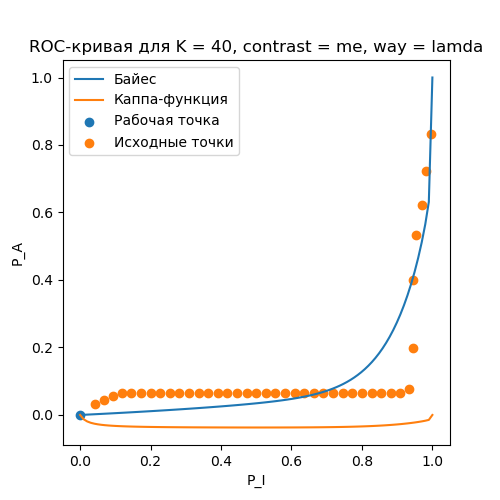 ROC-кривая для K = 40, contrast = me, way = lamda
Байес
Каппа-функция
Рабочая точка
Исходные точки
1.0
0.8
0.6
0.4
0.2
0.0
P_A
0.0 0.2 0.4 0.6 0.8 1.0
P_I